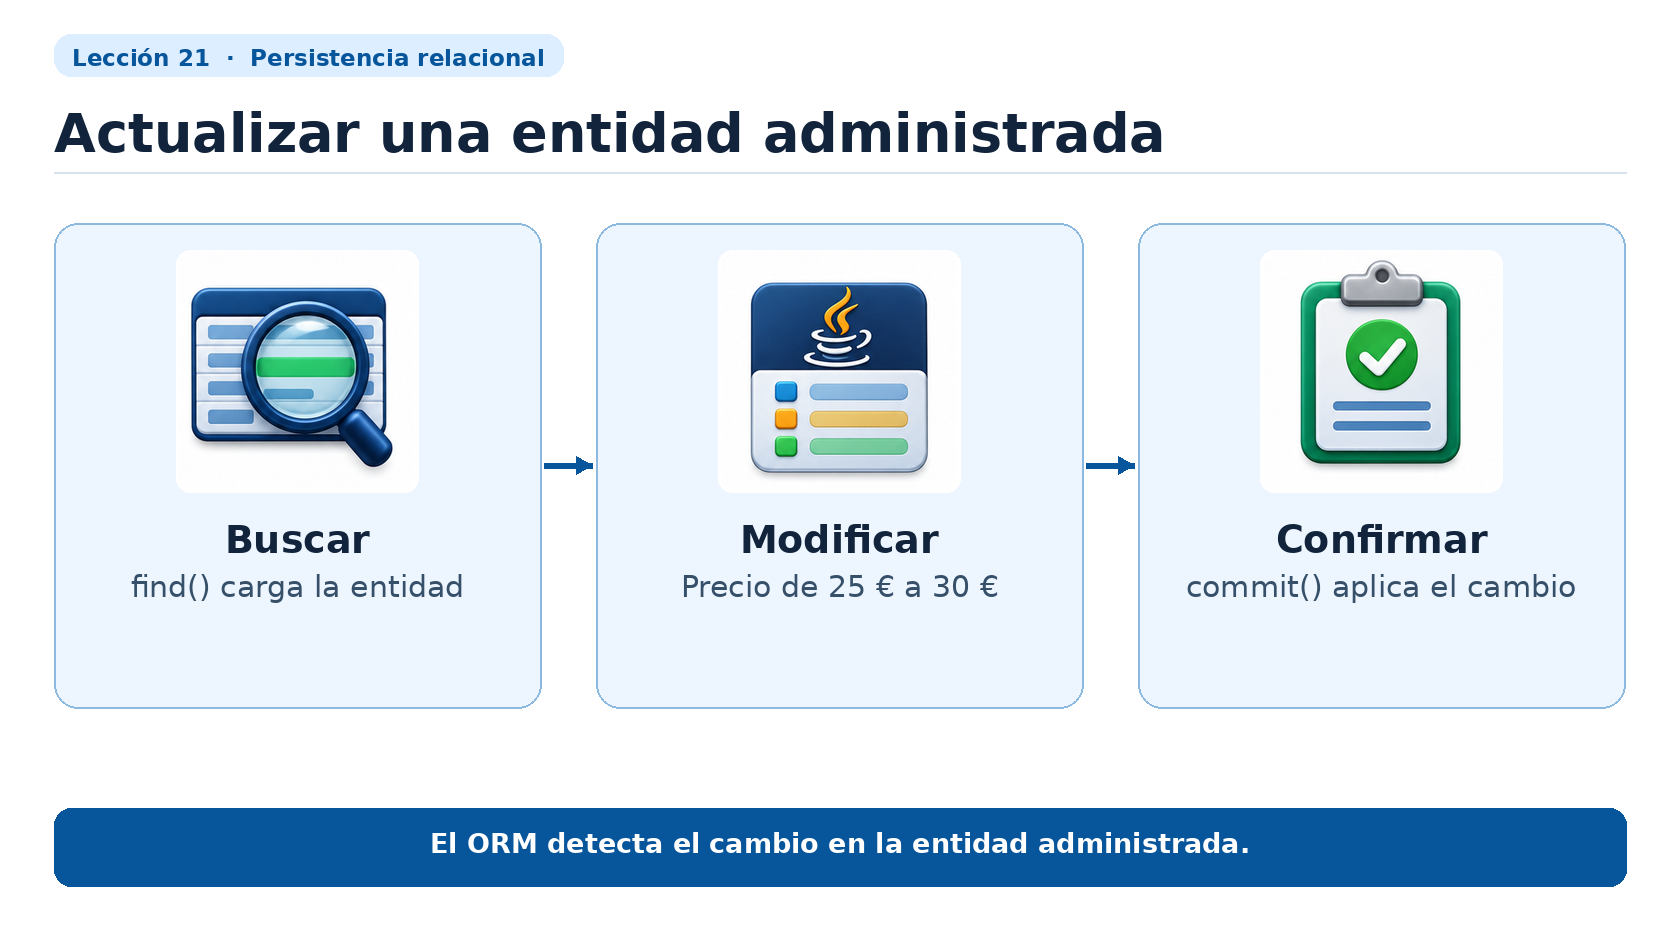 Lección 21 · Persistencia relacional
Actualizar una entidad administrada
Buscar
find() carga la entidad
Modificar
Precio de 25 € a 30 €
Confirmar
commit() aplica el cambio
El ORM detecta el cambio en la entidad administrada.